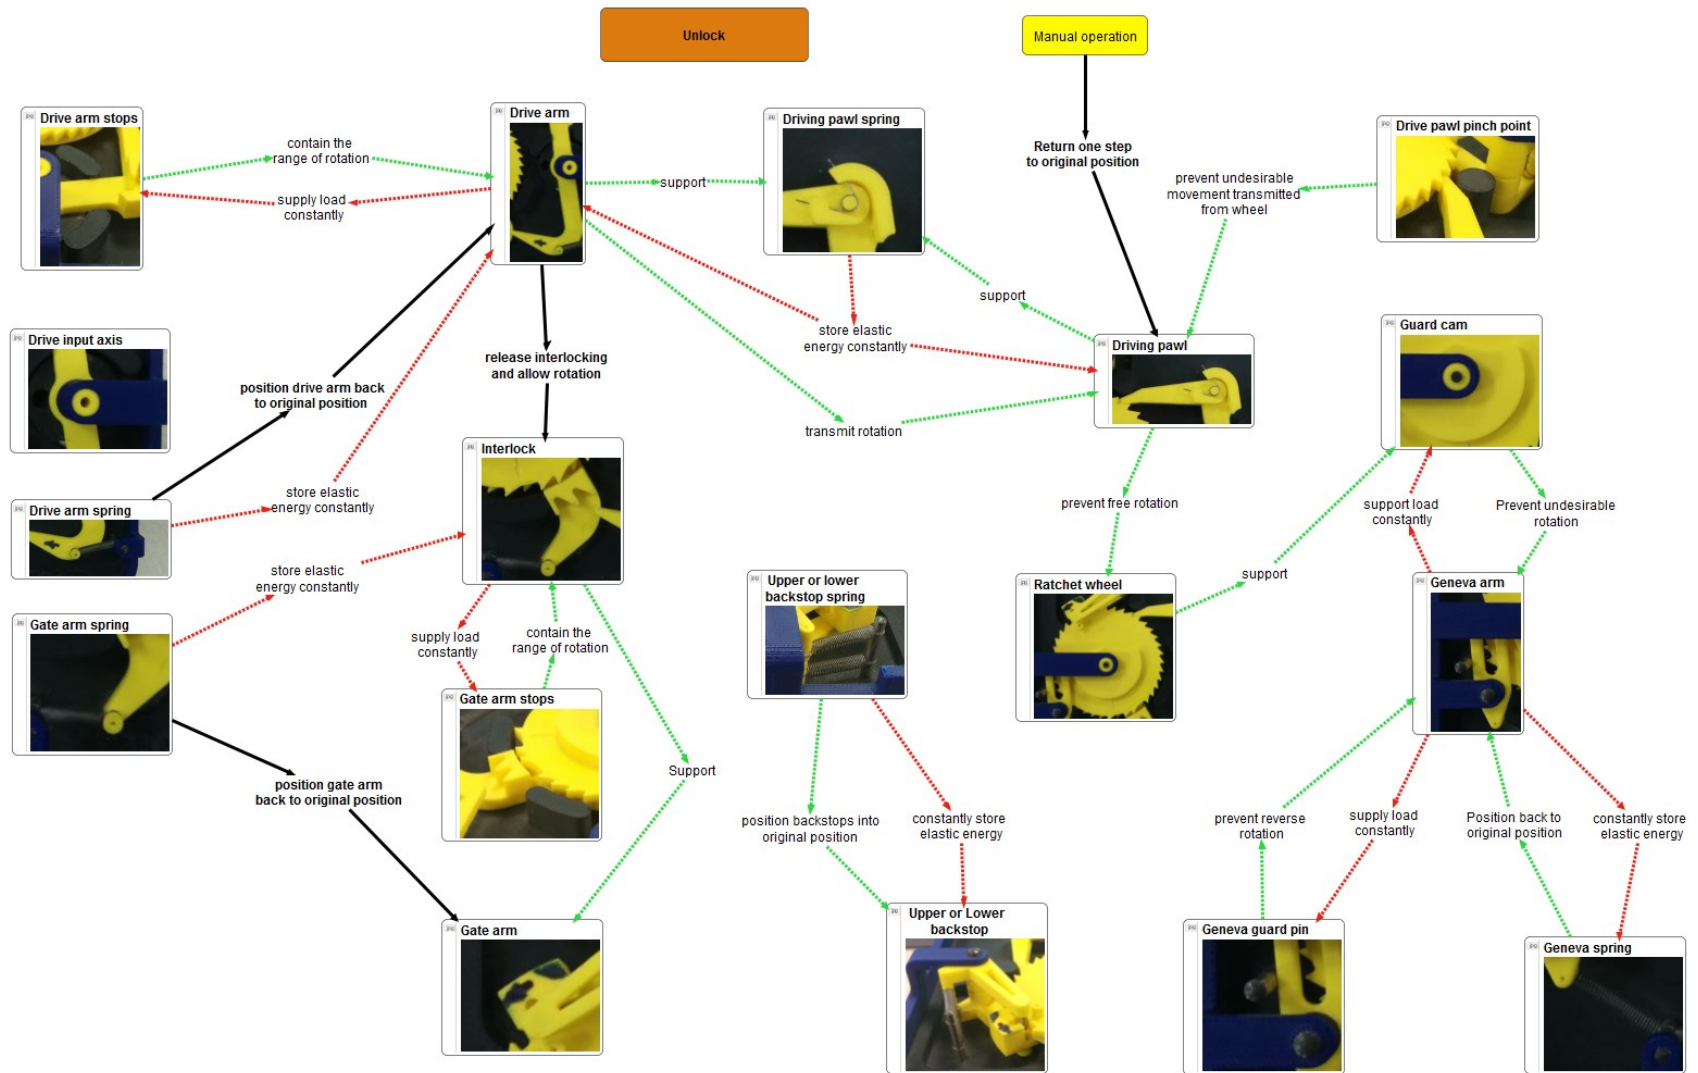 Unlock
Manual operation
Drive arm stops
contain the
range of rotation
supply load
constantly
Drive arm
support
Driving pawl spring
Return one step
to original position
Drive pawl pinch point
prevent undesirable
movement transmitted
from wheel
support
store elastic
energy constantly
Driving pawl
Guard cam
Drive input axis
position drive arm back
to original position
release interlocking
and allow rotation
transmit rotation
Interlock
Drive arm spring
store elastic
energy constantly
prevent free rotation
support load
constantly
Prevent undesirable
rotation
store elastic
energy constantly
Upper or lower
backstop spring
Ratchet wheel
support
Geneva arm
Gate arm spring
supply load
constantly
contain the
range of rotation
Gate arm stops
Support
position gate arm
back to original position
position backstops into
original position
constantly store
elastic energy
prevent reverse
rotation
supply load
constantly
Position back to
original position
constantly store
elastic energy
Gate arm
Upper or Lower
backstop
Geneva guard pin
Geneva spring